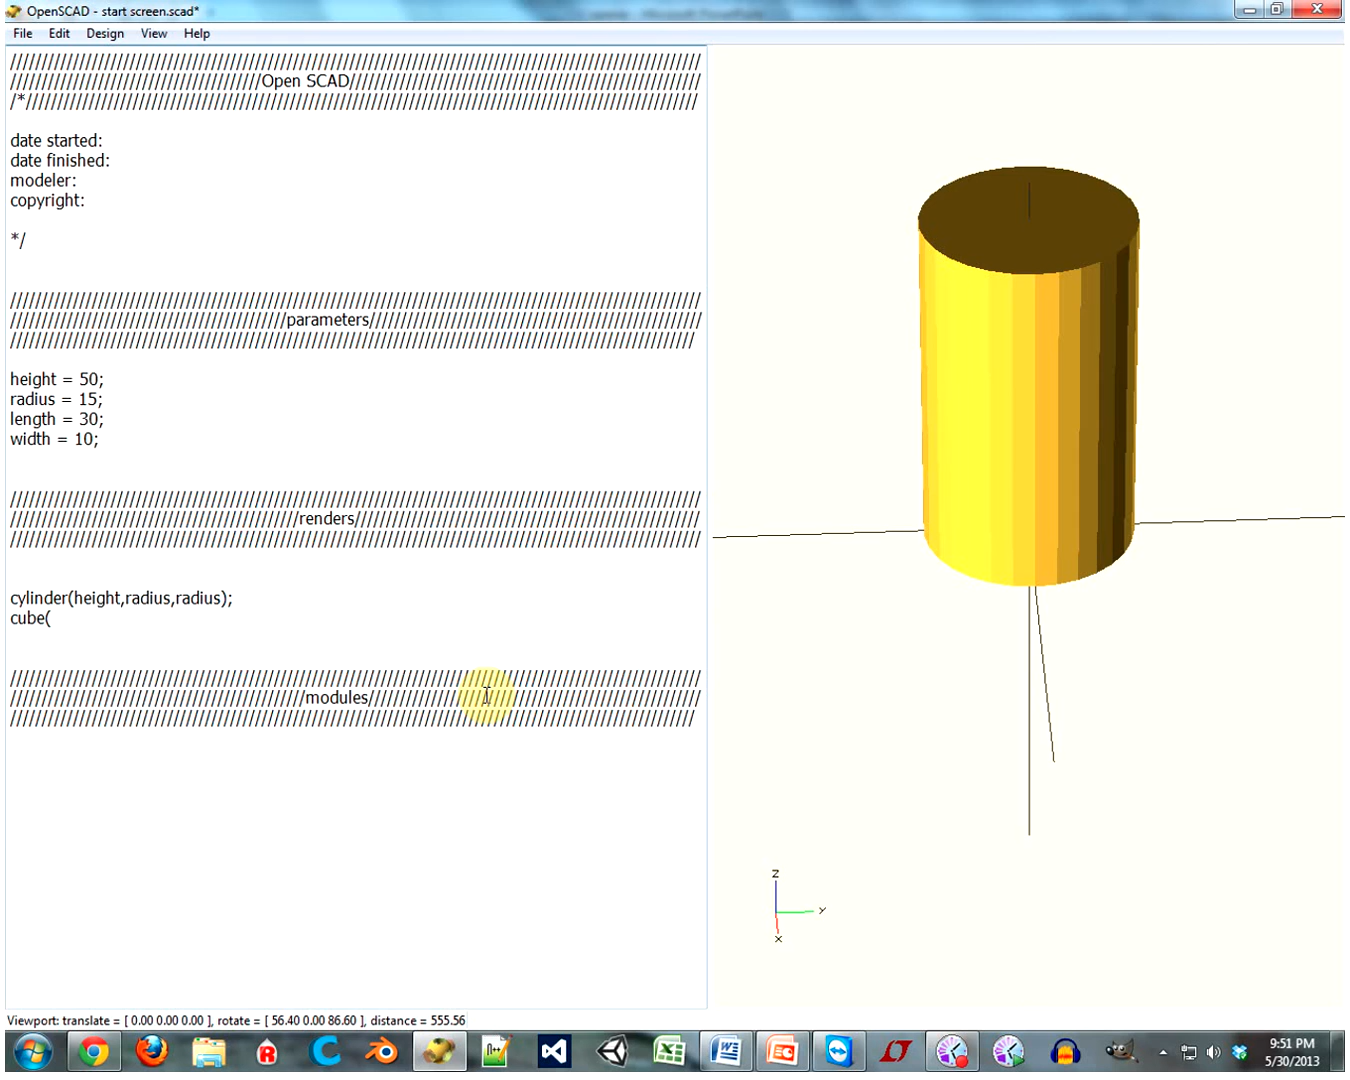 OpenSCAD - start screen.scad*
File Edit Design View Help
////////////////////////////////////////////////////////////////////////////////////////////////////////////////
/////////////////////////////////////////Open SCAD/////////////////////////////////////////////////////////
/*/////////////////////////////////////////////////////////////////////////////////////////////////////////////
date started:
date finished:
modeler:
copyright:
*/
////////////////////////////////////////////////////////////////////////////////////////////////////////////////
/////////////////////////////////////////////parameters//////////////////////////////////////////////////////
///////////////////////////////////////////////////////////////////////////////////////////////////////////////
height = 50;
radius = 15;
length = 30;
width = 10;
////////////////////////////////////////////////////////////////////////////////////////////////////////////////
///////////////////////////////////////////////renders////////////////////////////////////////////////////////
////////////////////////////////////////////////////////////////////////////////////////////////////////////////
cylinder(height,radius,radius);
cube(
////////////////////////////////////////////////////////////////////////////////////////////////////////////////
////////////////////////////////////////////////modules//////////////////////////////////////////////////////
///////////////////////////////////////////////////////////////////////////////////////////////////////////////
z
Y
x
Viewport: translate = [ 0.00 0.00 0.00 ], rotate = [ 56.40 0.00 86.60 ], distance = 555.56
9:51 PM
5/30/2013